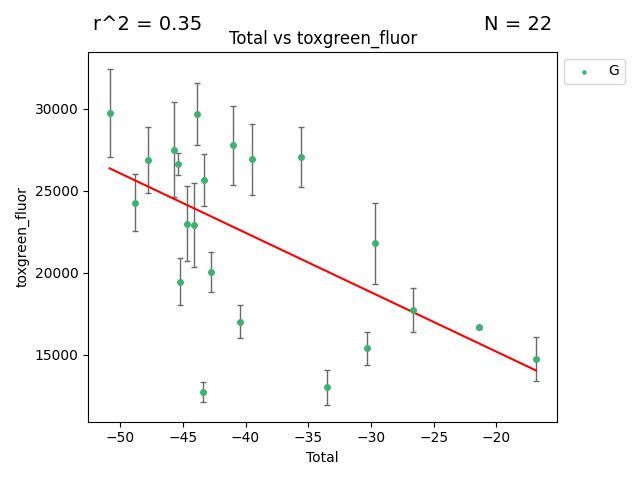 r^2 = 0.35
N = 22
Total vs toxgreen_fluor
G
30000
25000
20000
15000
toxgreen_fluor
−50
−45
−40
−35
−30
−25
−20
Total